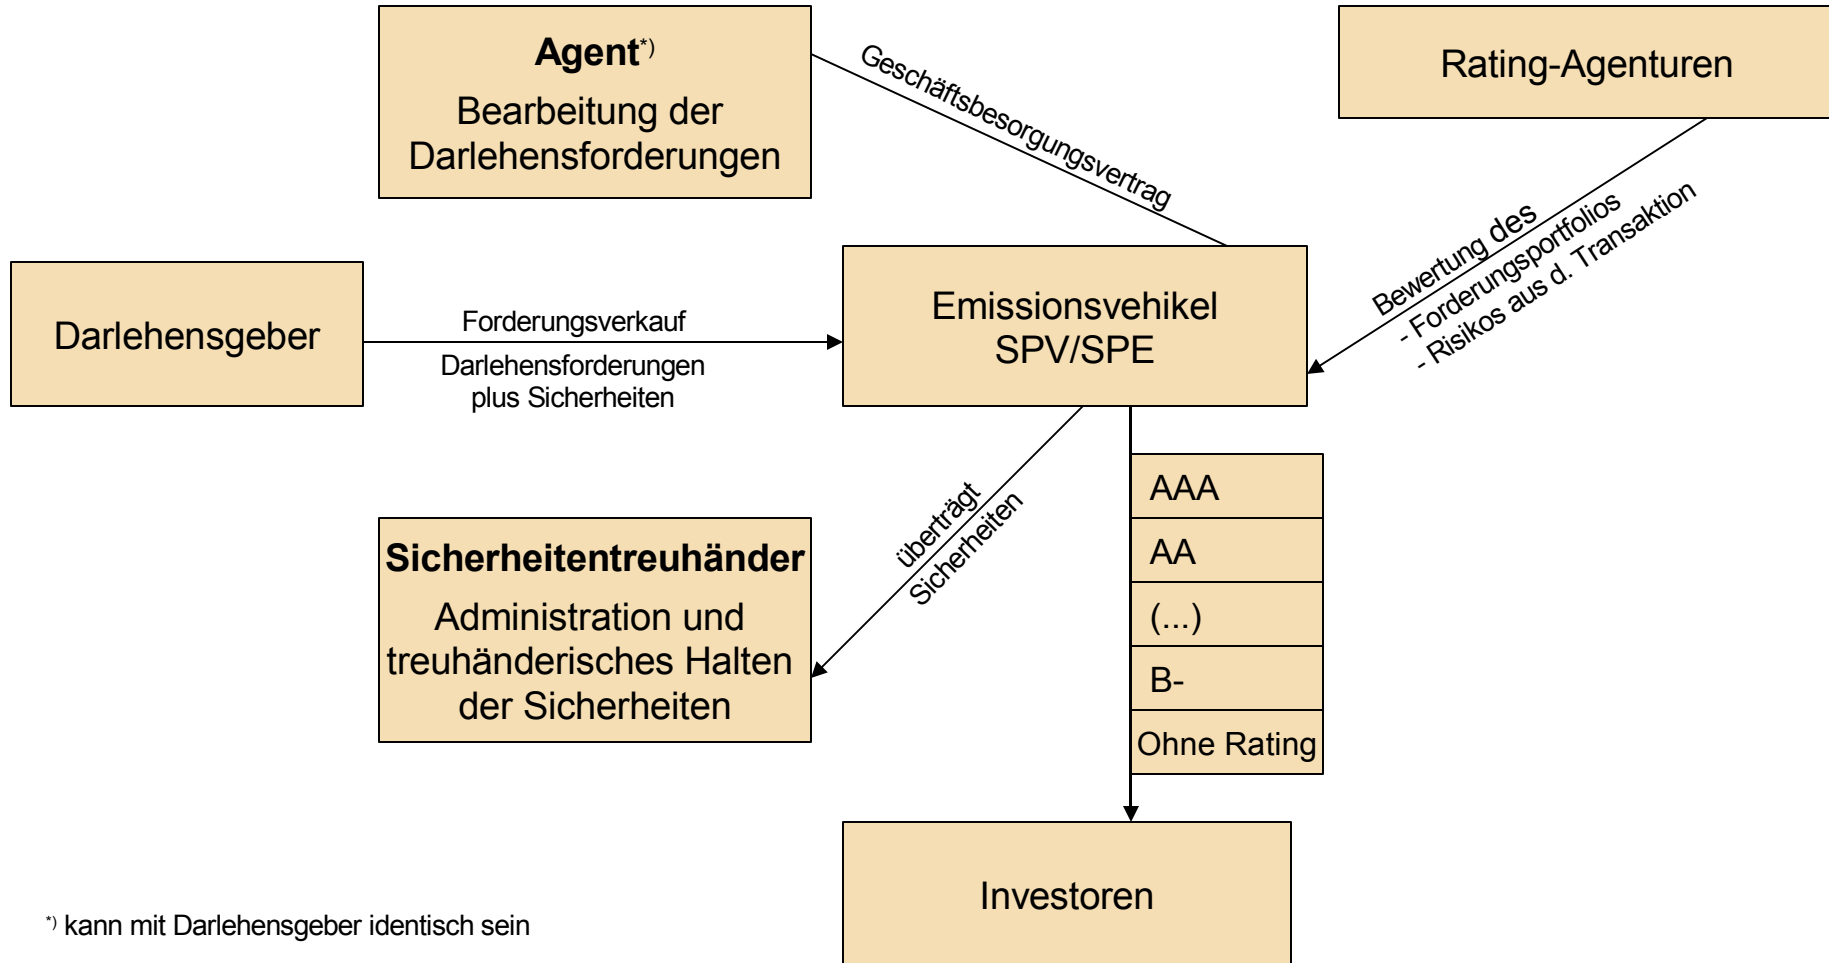 Agent*)
Bearbeitung der
Darlehensforderungen
Geschäftsbesorgungsvertrag
Rating-Agenturen
Bewertung des
- Forderungsportfolios
- Risikos aus d. Transaktion
Darlehensgeber
Forderungsverkauf
Darlehensforderungen
plus Sicherheiten
Emissionsvehikel
SPV/SPE
überträgt
Sicherheiten
Sicherheitentreuhänder
Administration und
treuhänderisches Halten
der Sicherheiten
AAA
AA
(...)
B-
Ohne Rating
Investoren
*) kann mit Darlehensgeber identisch sein